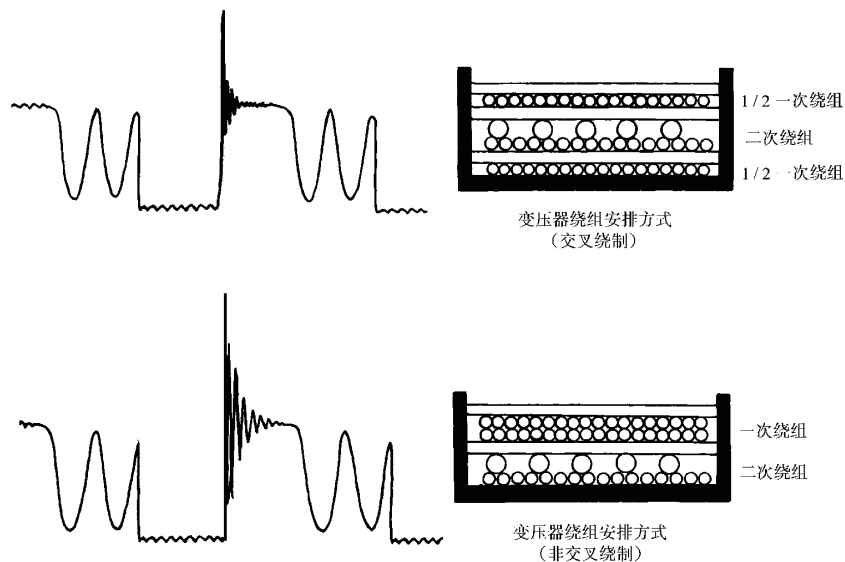 1/2 一次绕组
二次绕组
1/2 一次绕组
变压器绕组安排方式
（交叉绕制）
一次绕组
二次绕组
变压器绕组安排方式
（非交叉绕制）